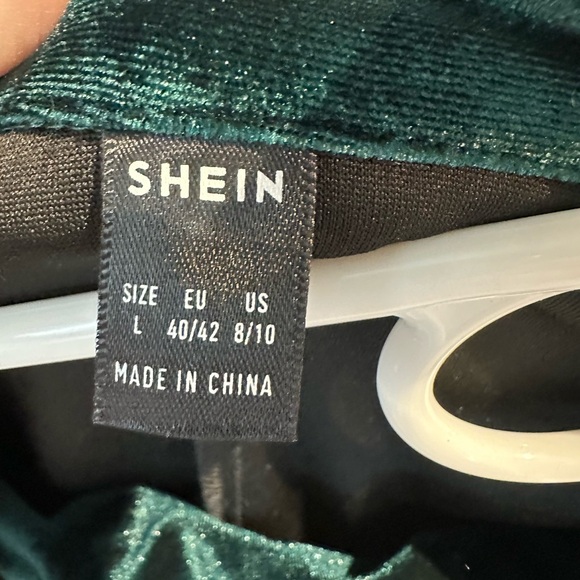 SHEIN
SIZE EU US
L 40/42 8/10
MADE IN CHINA